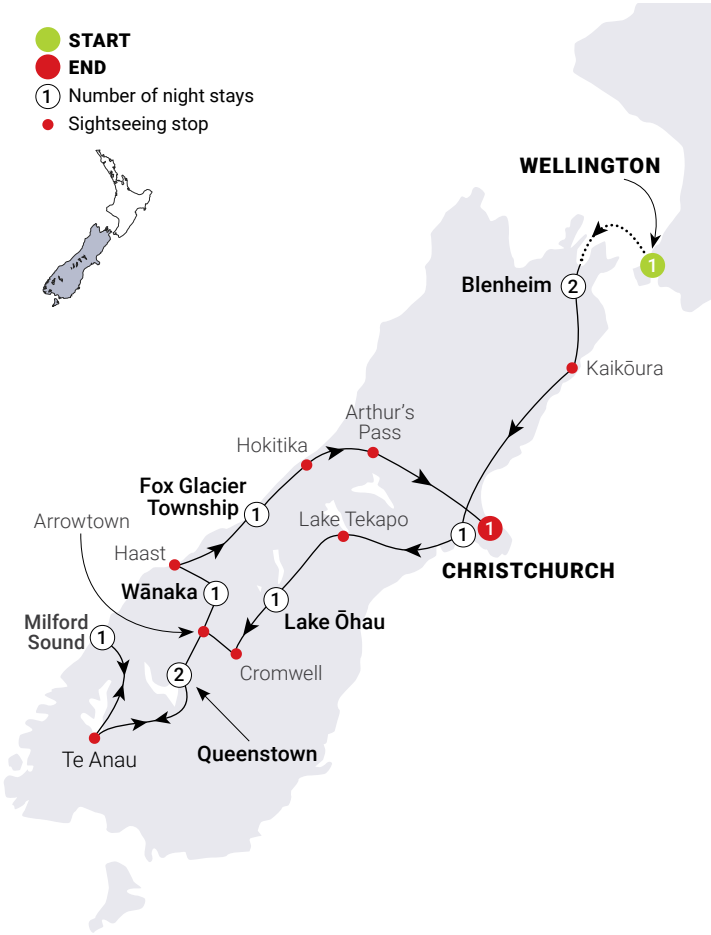 START
END
1 Number of night stays
Sightseeing stop
WELLINGTON
1
Blenheim 2
Kaikōura
Arthur's
Pass
Hokitika
Fox Glacier
Township 1
Arrowtown
Lake Tekapo
1 1
Haast
CHRISTCHURCH
Wānaka 1
1
Lake Ōhau
Milford
Sound 1
Cromwell
2
Queenstown
Te Anau